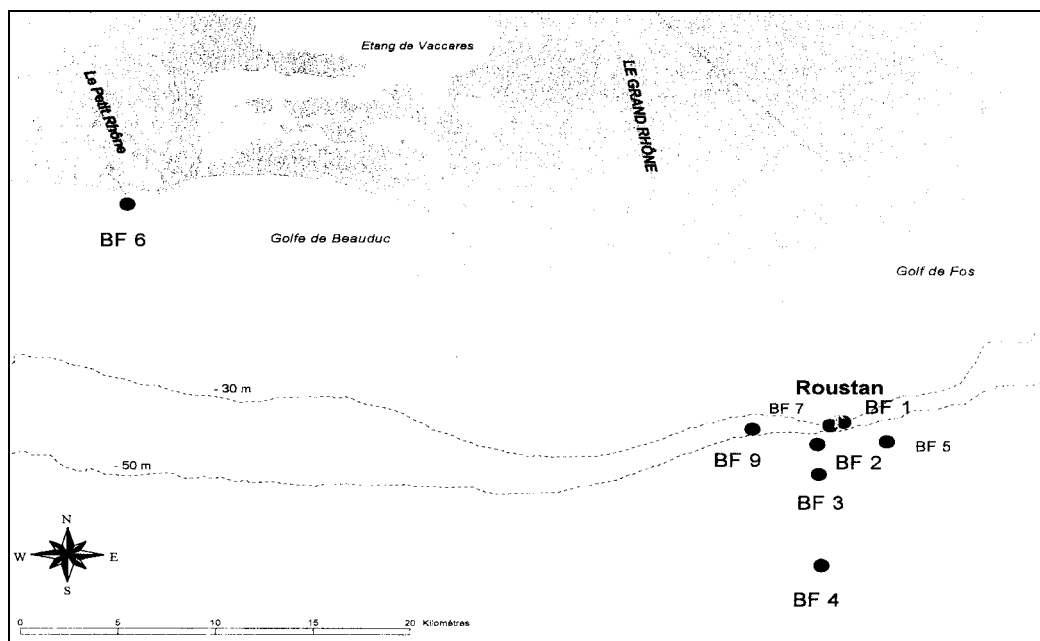 Etang de Vaccares
Le Petit Rhône
LE GRAND RHÔNE
BF 6
Golfe de Beauduc
Golf de Fos
- 30 m
Roustan
BF 7
BF 1
BF 9
BF 2
BF 5
- 50 m
BF 3
N
W
E
S
BF 4
0
5
10
20
Kilomètres